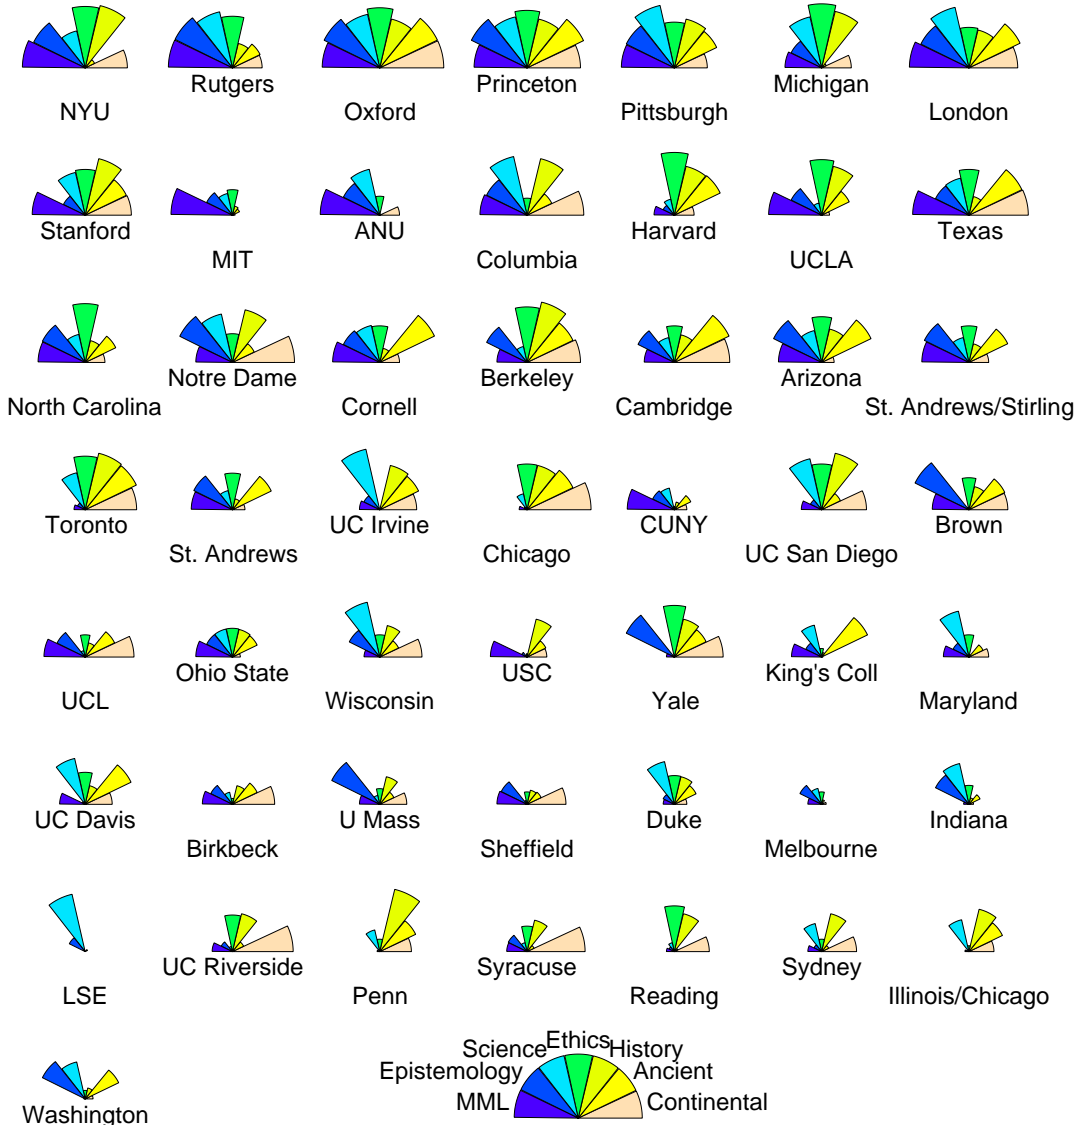 Rutgers Princeton Michigan
NYU Oxford Pittsburgh London
Stanford ANU Harvard Texas
MIT Columbia UCLA
Notre Dame Berkeley Arizona
North Carolina Cornell Cambridge St. Andrews/Stirling
Toronto UC Irvine CUNY Brown
St. Andrews Chicago UC San Diego
Ohio State USC King's Coll
UCL Wisconsin Yale Maryland
UC Davis U Mass Duke Indiana
Birkbeck Sheffield Melbourne
UC Riverside Syracuse Sydney
LSE Penn Reading Illinois/Chicago
Washington
Ethics
Science History
Epistemology Ancient
MML Continental